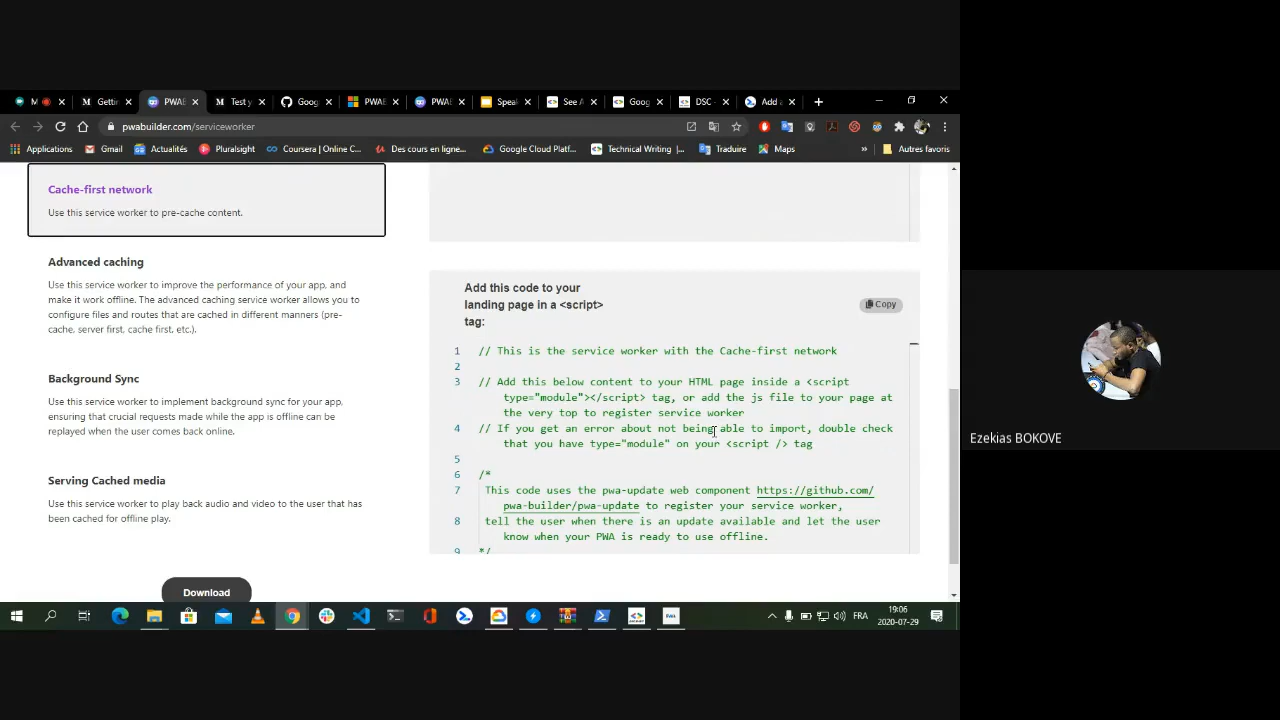 M
Gettin
PWAE
Test y
Goog
PWAE
PWAE
Speak
See A
Goog
DSC -
Add a
pwabuilder.com/serviceworker
Applications
Gmail
Actualités
Pluralsight
Coursera | Online C...
Des cours en ligne...
Google Cloud Platf...
Technical Writing |...
Traduire
Maps
»
Autres favoris
Cache-first network
Use this service worker to pre-cache content.
Advanced caching
Use this service worker to improve the performance of your app, and
make it work offline. The advanced caching service worker allows you to
configure files and routes that are cached in different manners (pre-
cache, server first, cache first, etc.).
Background Sync
Use this service worker to implement background sync for your app,
ensuring that crucial requests made while the app is offline can be
replayed when the user comes back online.
Serving Cached media
Use this service worker to play back audio and video to the user that has
been cached for offline play.
Download
Add this code to your
landing page in a <script>
tag:
Copy
1 // This is the service worker with the Cache-first network
2
3 // Add this below content to your HTML page inside a <script
type="module"></script> tag, or add the js file to your page at
the very top to register service worker
4 // If you get an error about not being able to import, double check
that you have type="module" on your <script /> tag
5
6 /*
7 This code uses the pwa-update web component https://github.com/
pwa-builder/pwa-update to register your service worker,
8 tell the user when there is an update available and let the user
know when your PWA is ready to use offline.
9 */
FRA
19:06
2020-07-29
Ezekias BOKOVE